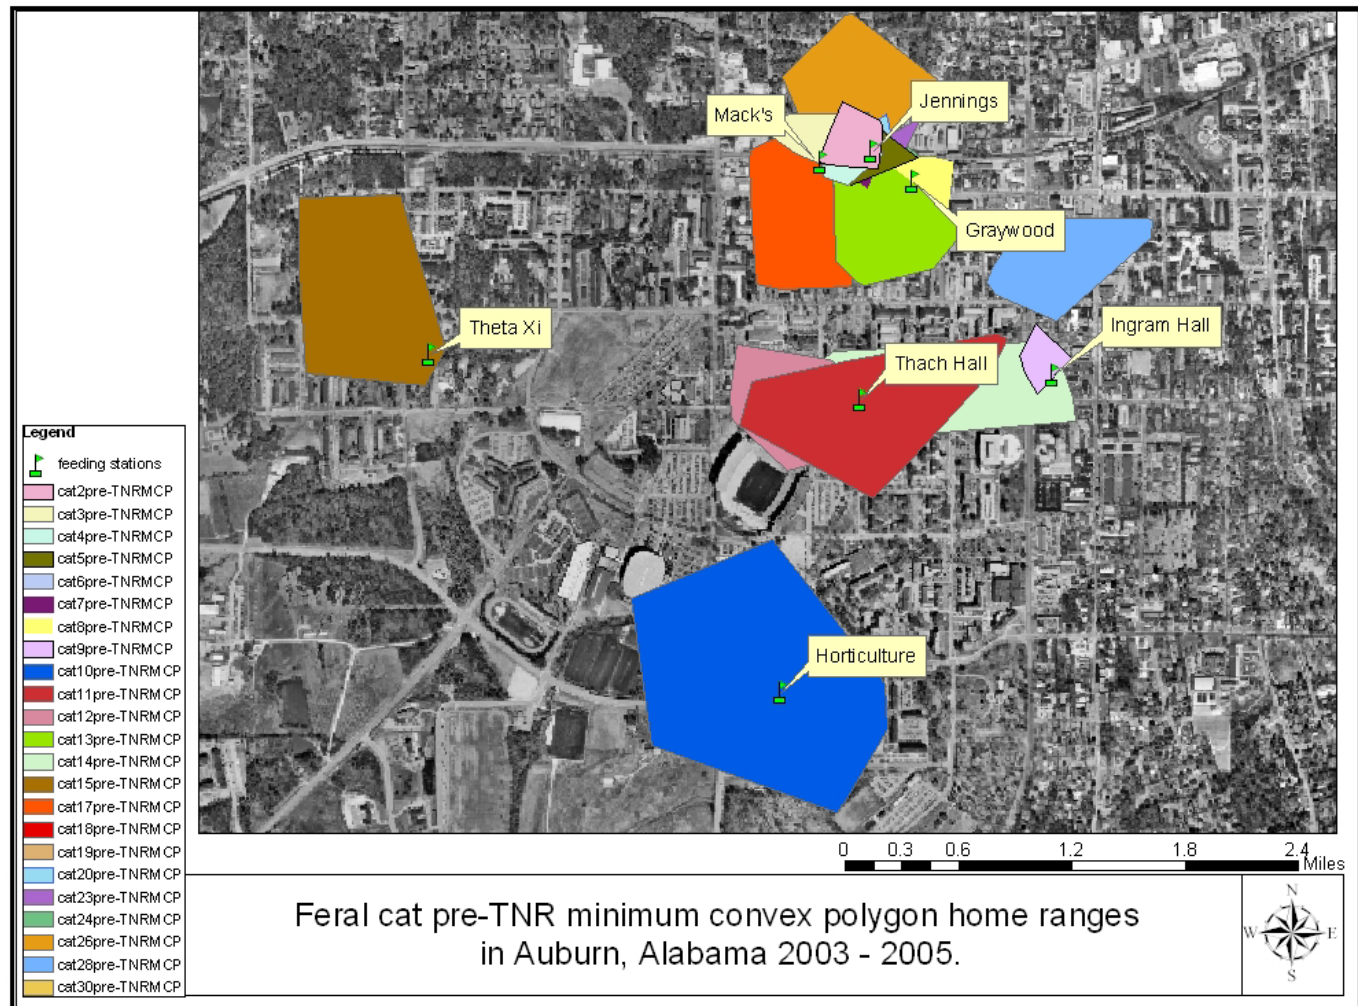 Jennings
Mack's
Graywood
Theta Xi
Ingram Hall
Thach Hall
Horticulture
Legend
feeding stations
cat2pre-TNRMCP
cat3pre-TNRMCP
cat4pre-TNRMCP
cat5pre-TNRMCP
cat6pre-TNRMCP
cat7pre-TNRMCP
cat8pre-TNRMCP
cat9pre-TNRMCP
cat10pre-TNRMCP
cat11pre-TNRMCP
cat12pre-TNRMCP
cat13pre-TNRMCP
cat14pre-TNRMCP
cat15pre-TNRMCP
cat17pre-TNRMCP
cat18pre-TNRMCP
cat19pre-TNRMCP
cat20pre-TNRMCP
cat23pre-TNRMCP
cat24pre-TNRMCP
cat26pre-TNRMCP
cat28pre-TNRMCP
cat30pre-TNRMCP
0 0.3 0.6 1.2 1.8 2.4
Miles
Feral cat pre-TNR minimum convex polygon home ranges
in Auburn, Alabama 2003 - 2005.
N
W E
S